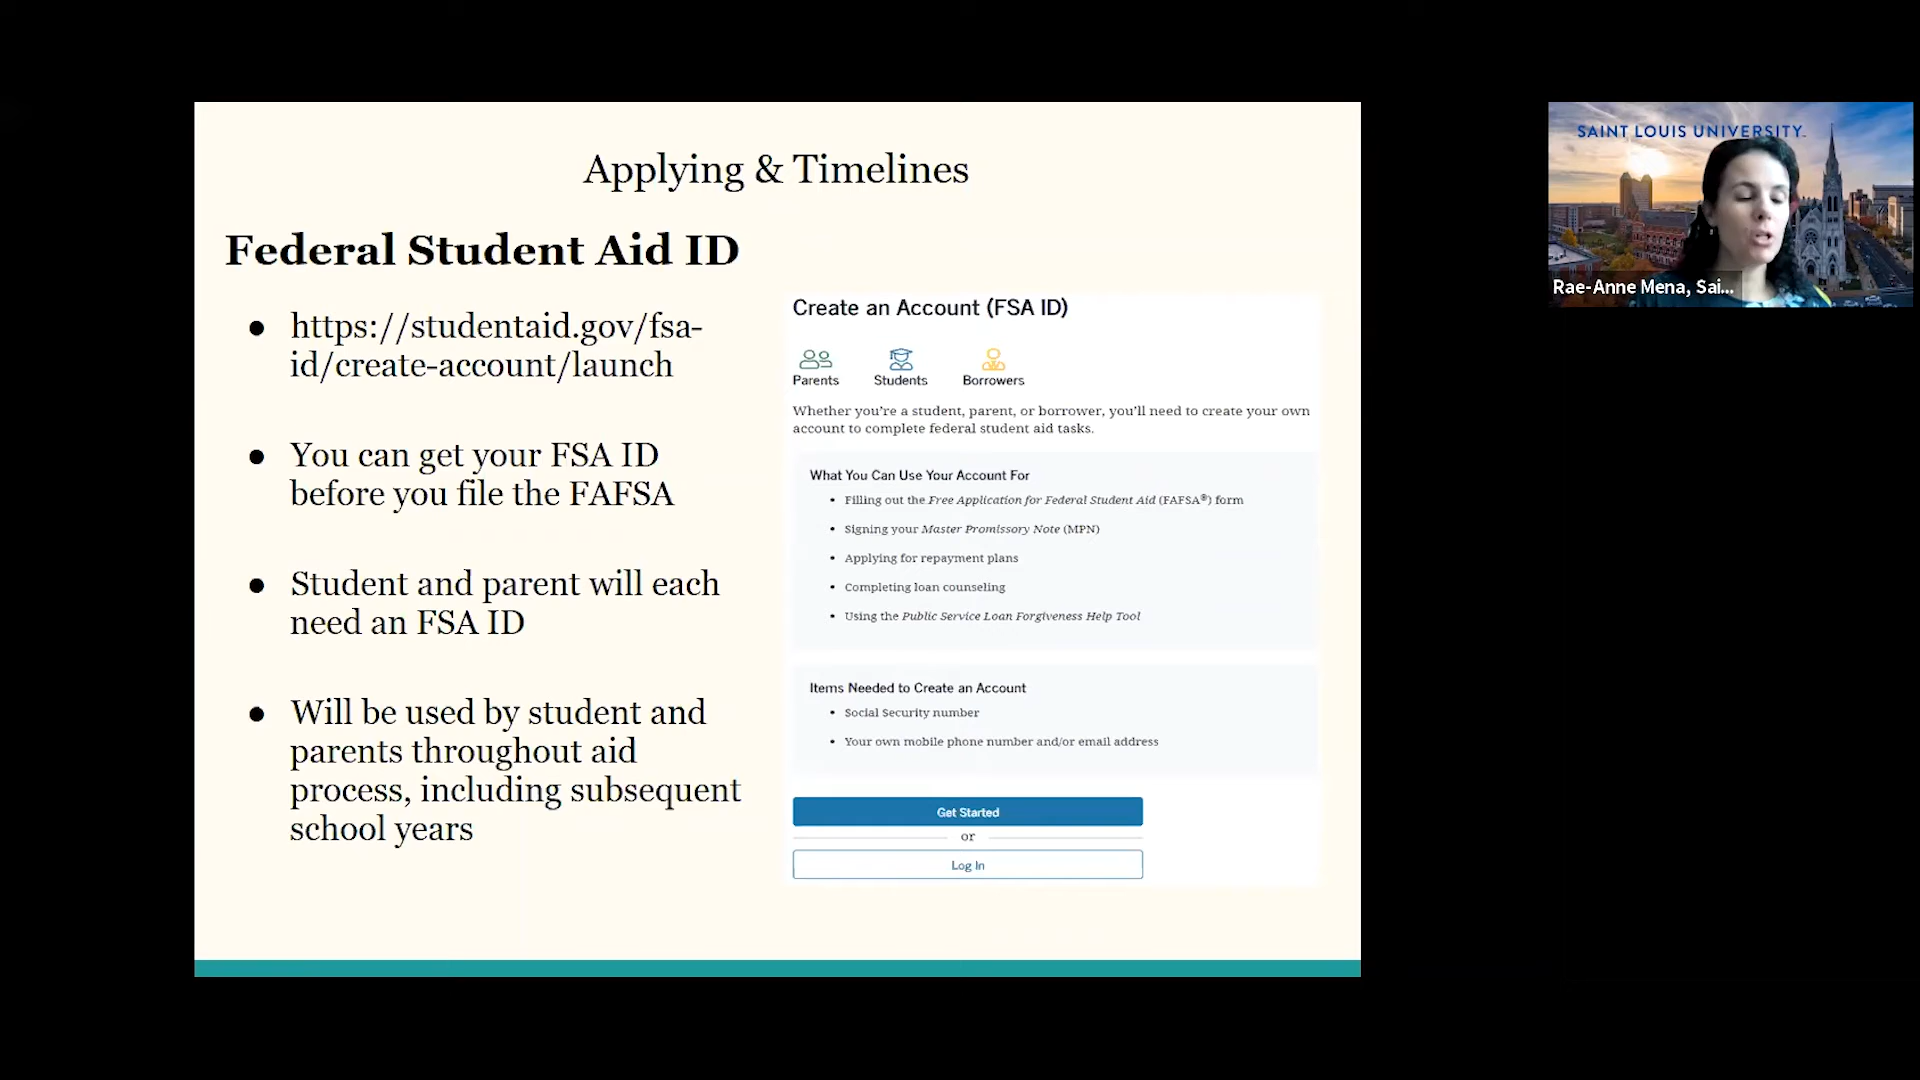 Applying & Timelines
Federal Student Aid ID
● https://studentaid.gov/fsa-
id/create-account/launch
● You can get your FSA ID
before you file the FAFSA
● Student and parent will each
need an FSA ID
● Will be used by student and
parents throughout aid
process, including subsequent
school years
Create an Account (FSA ID)
Parents Students Borrowers
Whether you're a student, parent, or borrower, you'll need to create your own
account to complete federal student aid tasks.
What You Can Use Your Account For
• Filling out the Free Application for Federal Student Aid (FAFSA®) form
• Signing your Master Promissory Note (MPN)
• Applying for repayment plans
• Completing loan counseling
• Using the Public Service Loan Forgiveness Help Tool
Items Needed to Create an Account
• Social Security number
• Your own mobile phone number and/or email address
Get Started
or
Log In
SAINT LOUIS UNIVERSITY™
Rae-Anne Mena, Sai...